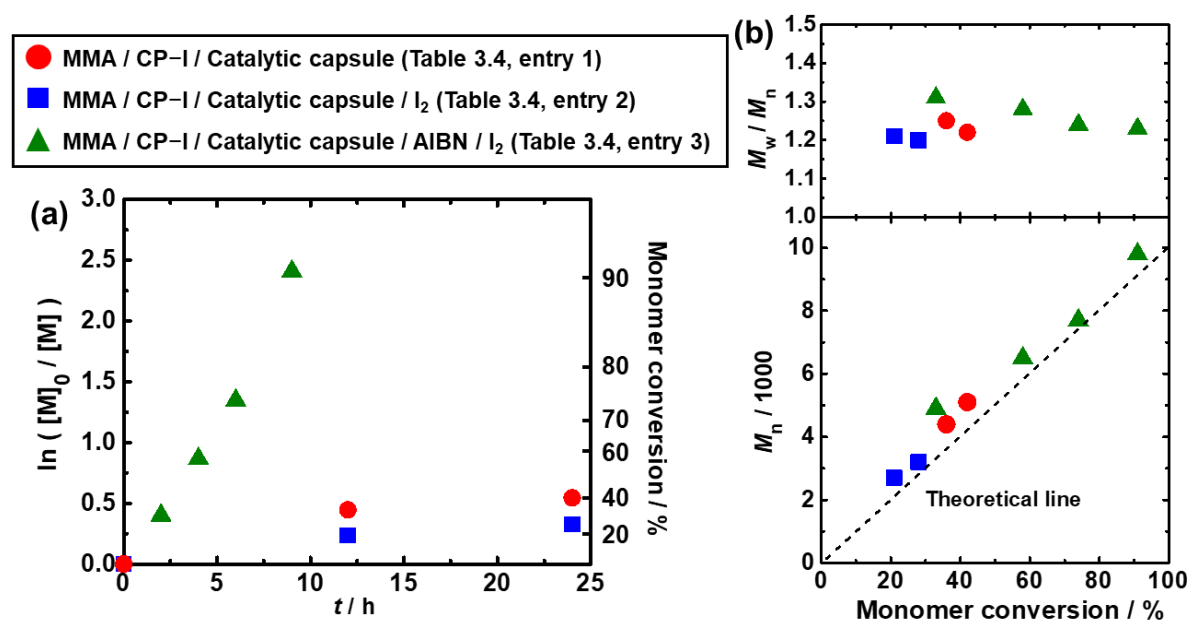 MMA / CP−I / Catalytic capsule (Table 3.4, entry 1)
MMA / CP−I / Catalytic capsule / I₂ (Table 3.4, entry 2)
MMA / CP−I / Catalytic capsule / AIBN / I₂ (Table 3.4, entry 3)
(a)
ln ( [M]₀ / [M] )
3.0
2.5
2.0
1.5
1.0
0.5
0.0
0 5 10 15 20 25
t / h
90
80
70
60
40
20
Monomer conversion / %
(b)
Mw / Mn
1.5
1.4
1.3
1.2
1.1
1.0
Mn / 1000
10
8
6
4
2
0
Theoretical line
0 20 40 60 80 100
Monomer conversion / %